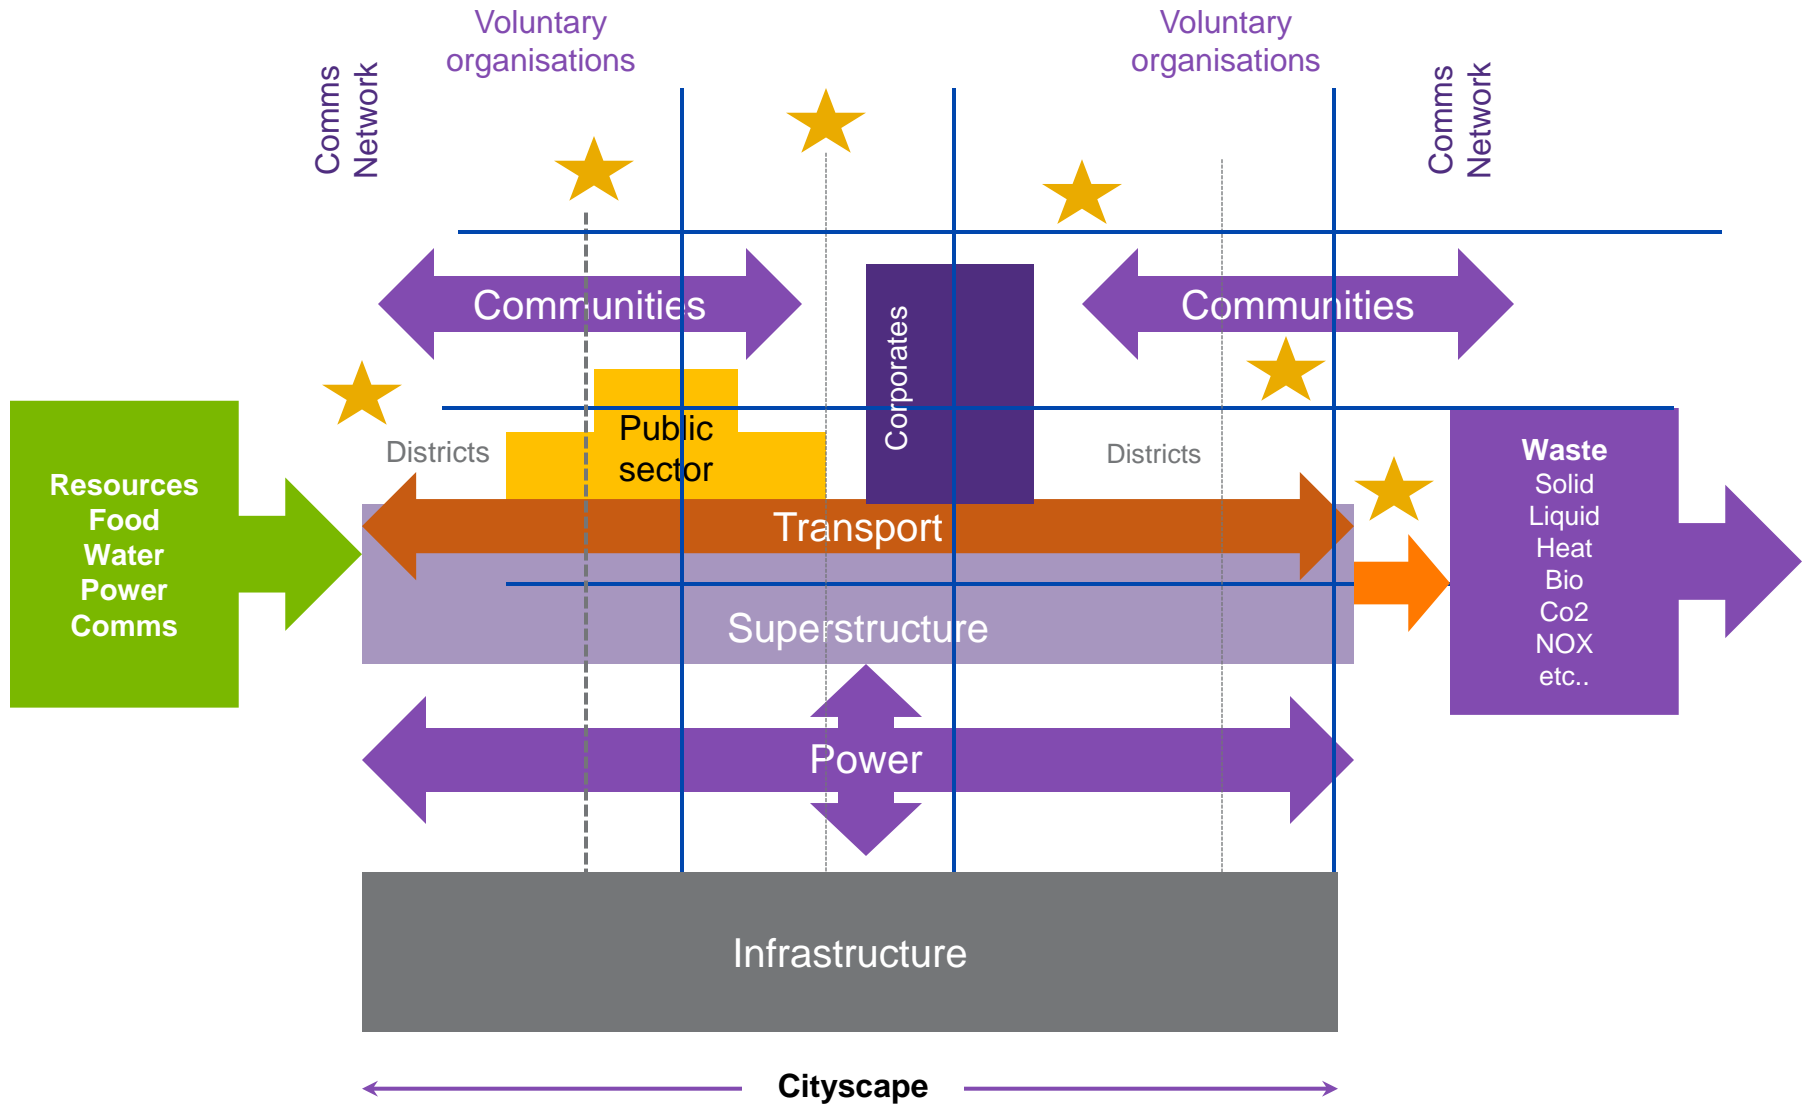 Voluntary
organisations
Voluntary
organisations
Comms
Network
Comms
Network
Communities
Communities
Corporates
Public
sector
Districts
Districts
Resources
Food
Water
Power
Comms
Transport
Superstructure
Waste
Solid
Liquid
Heat
Bio
Co2
NOX
etc..
Power
Infrastructure
Cityscape